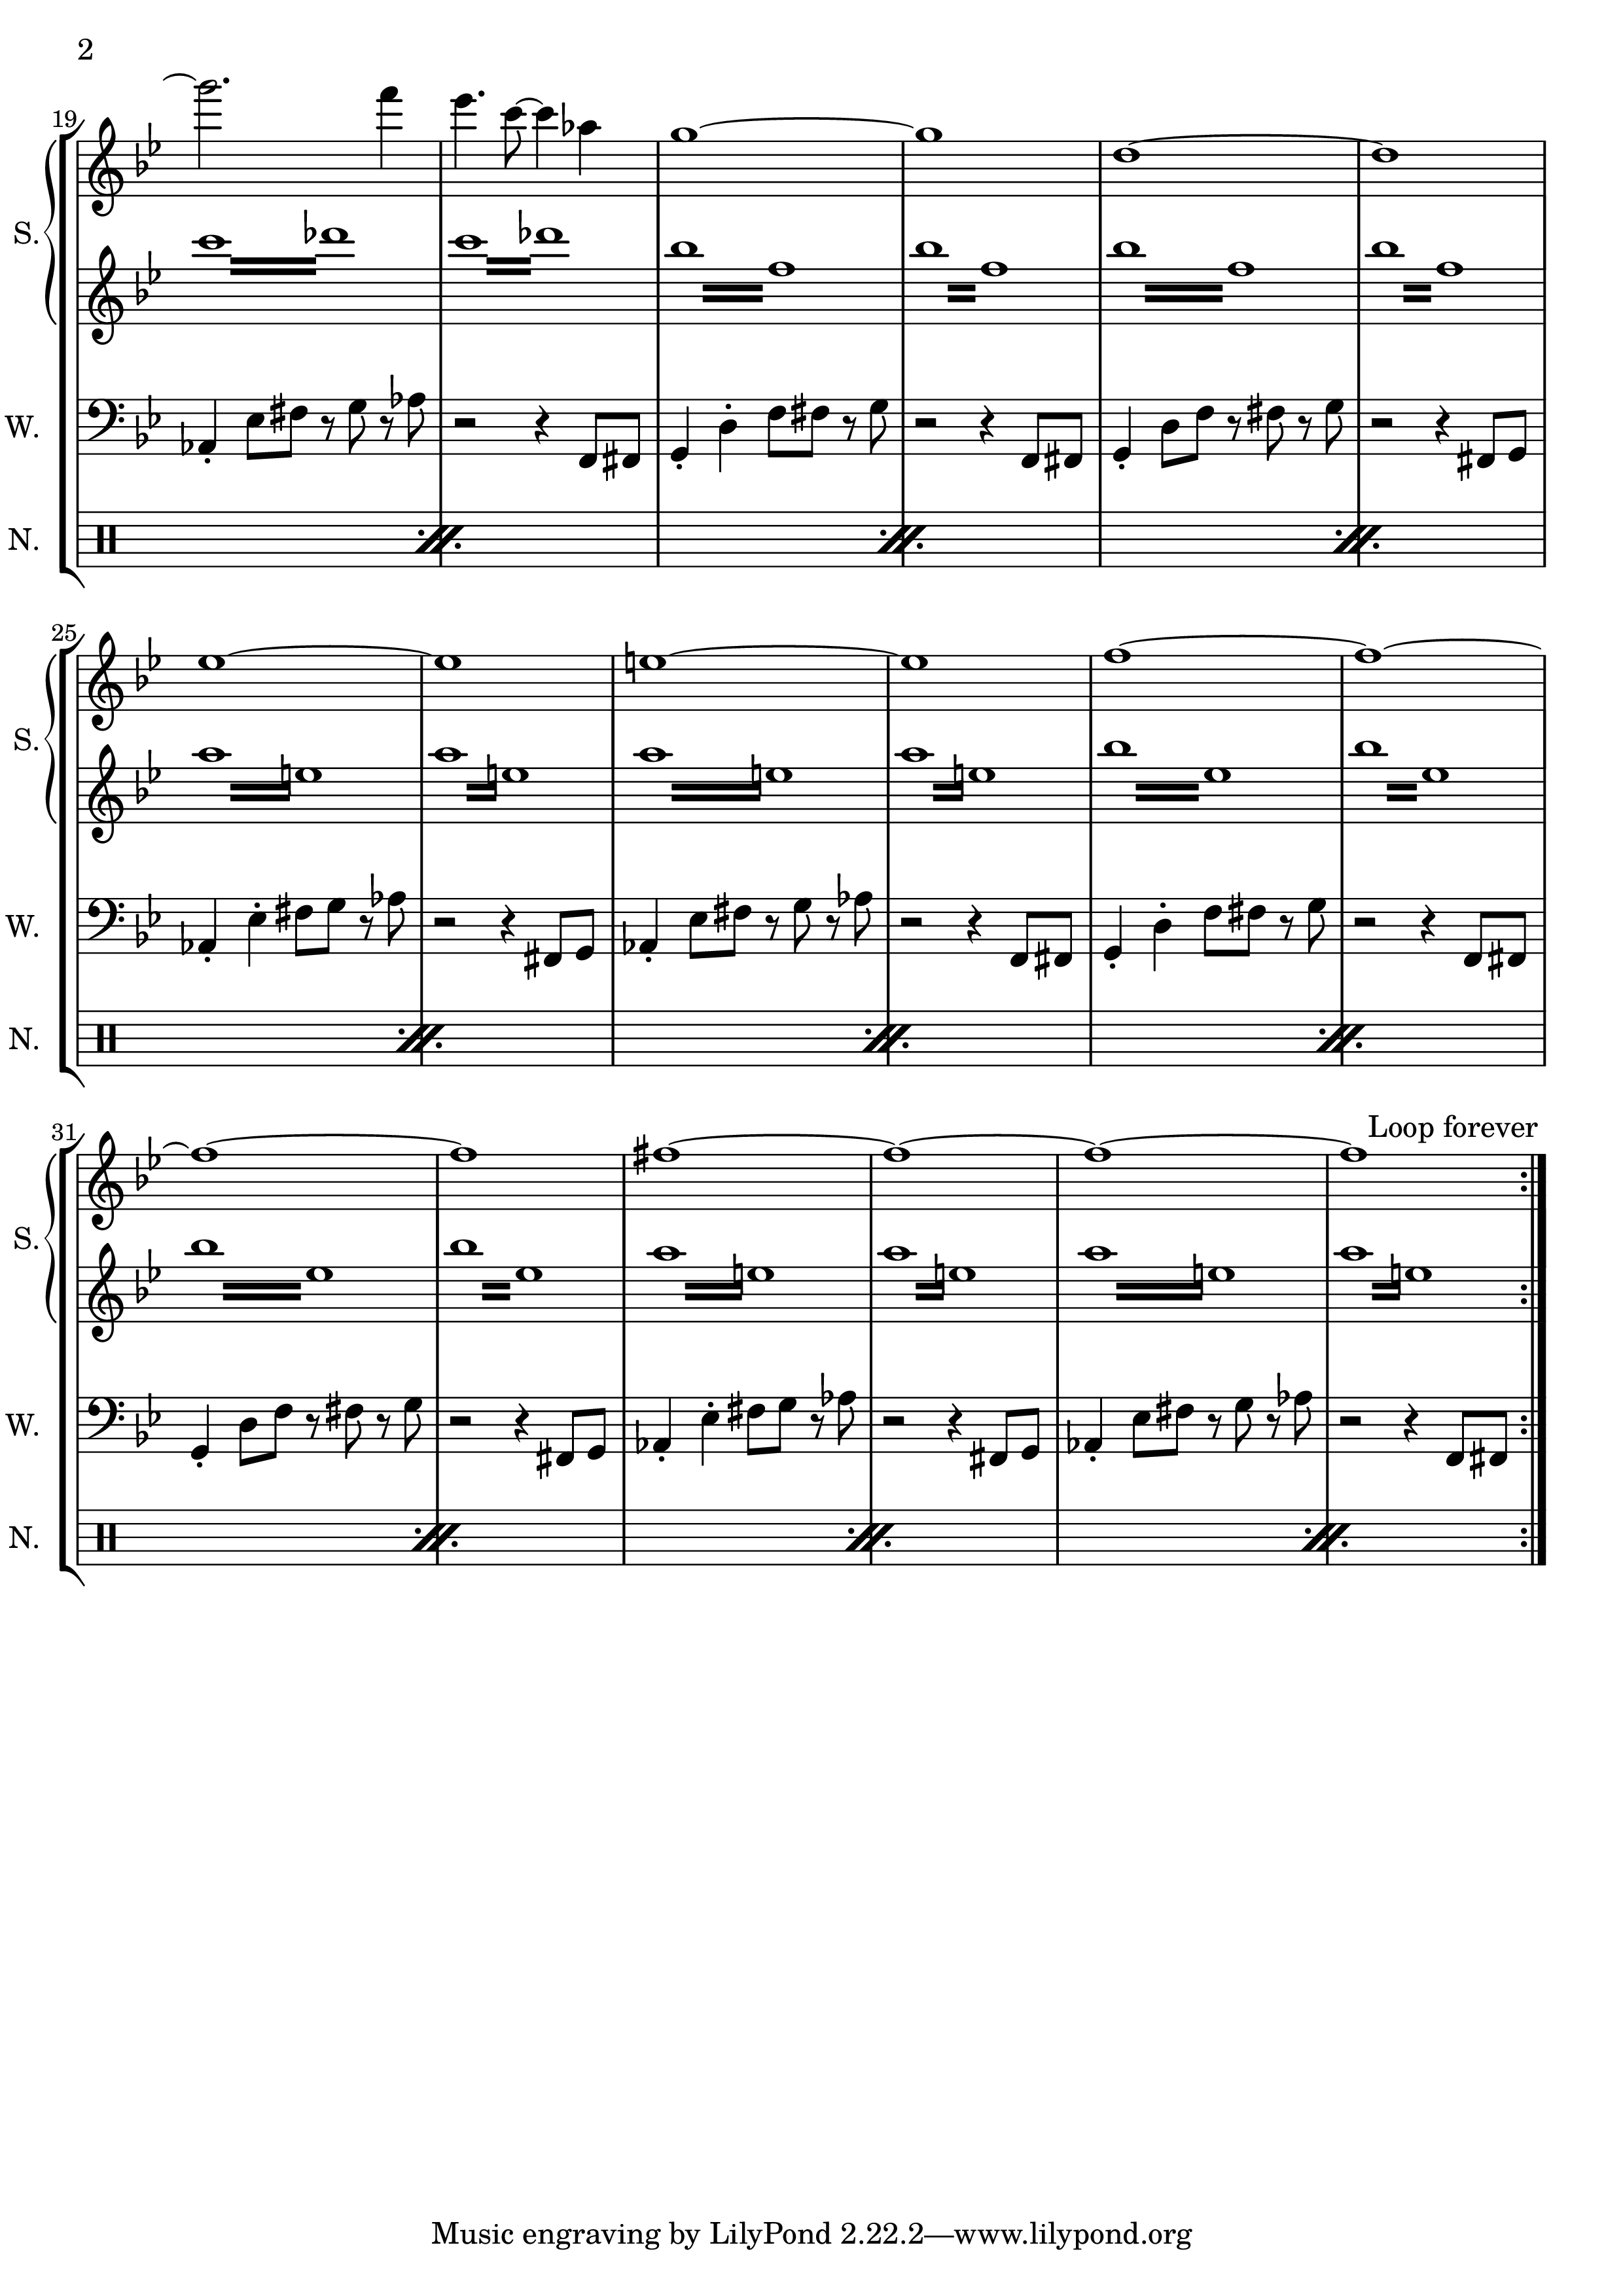 2
19
S.
W.
N.
25
S.
W.
N.
Loop forever
31
S.
W.
N.
Music engraving by LilyPond 2.22.2—www.lilypond.org